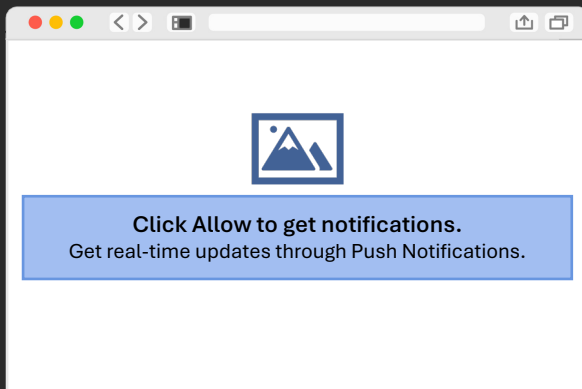 Click Allow to get notifications.
Get real-time updates through Push Notifications.